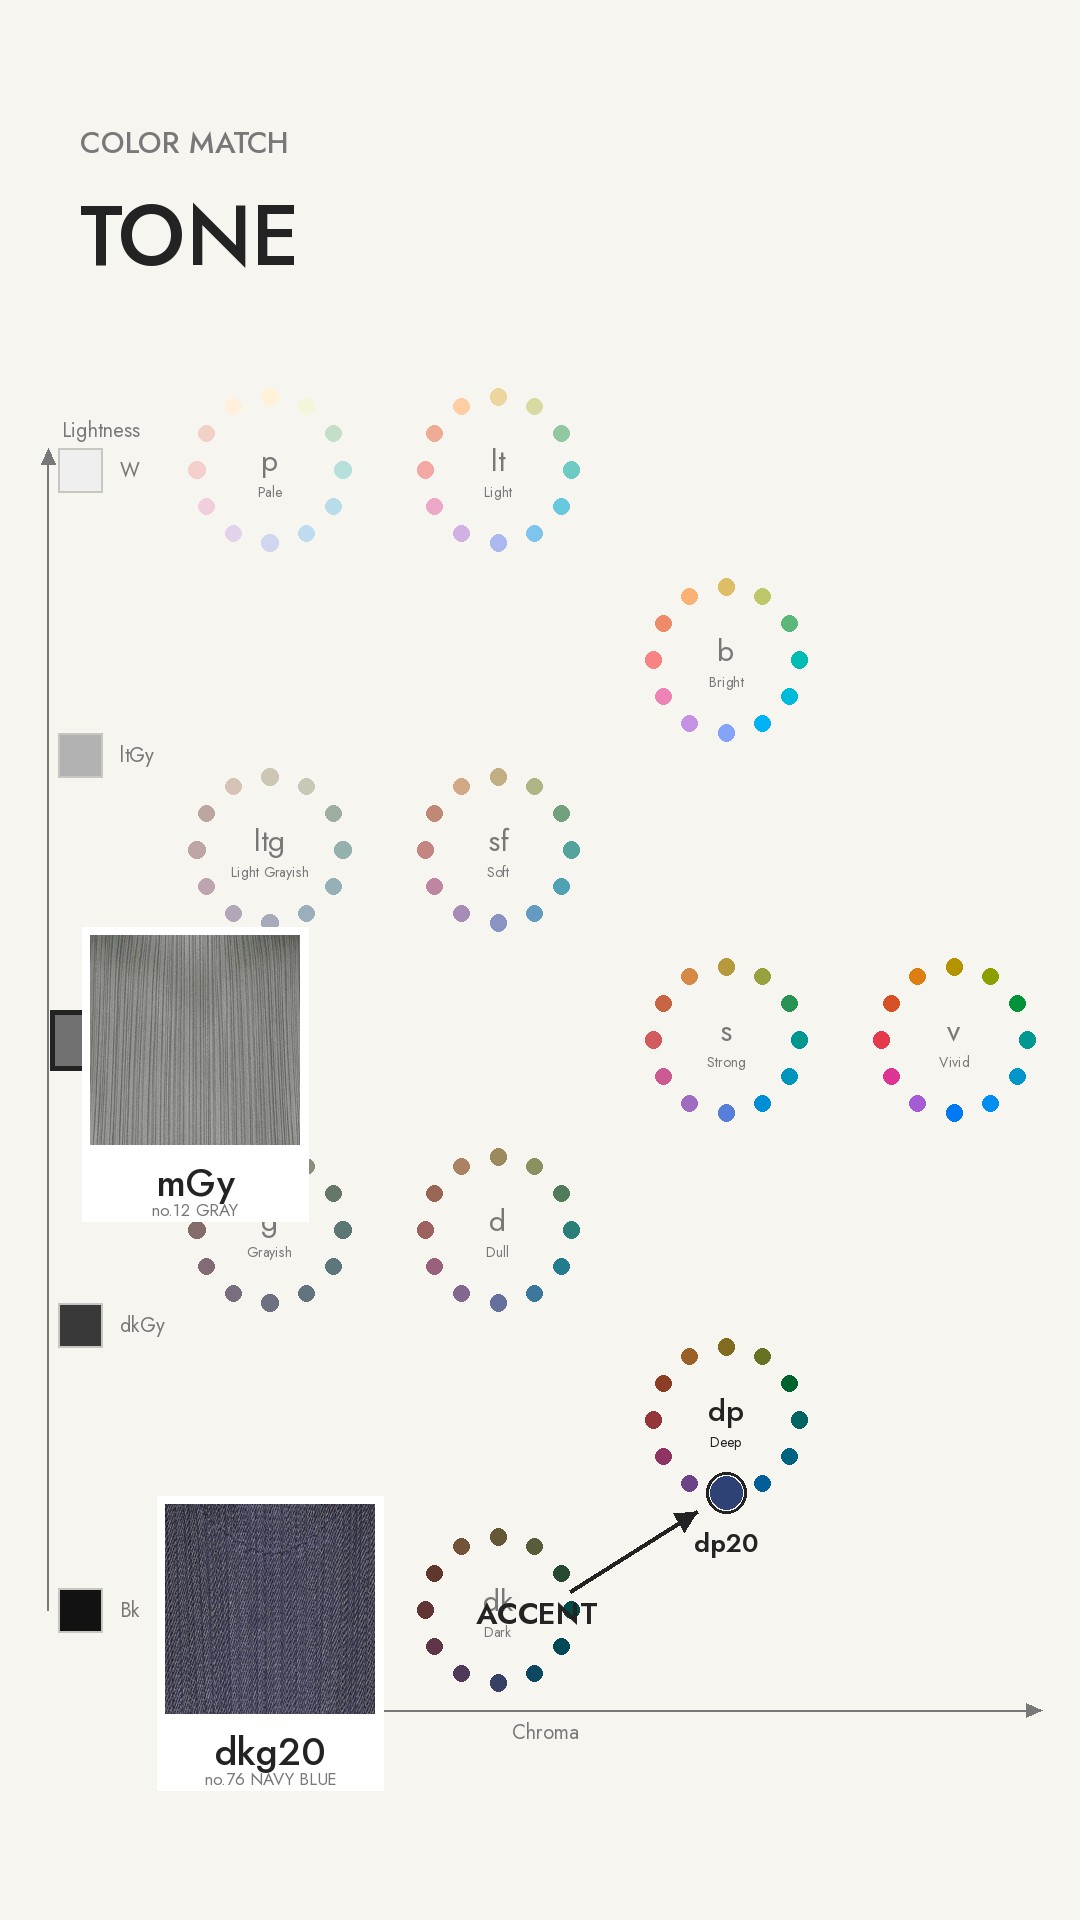 COLOR MATCH
TONE
Lightness
W
p
Pale
lt
Light
b
Bright
ltGy
ltg
Light Grayish
sf
Soft
s
Strong
v
Vivid
mGy
no.12 GRAY
g
Grayish
d
Dull
dkGy
dp
Deep
dp20
Bk
dk
ACCENT
Dark
Chroma
dkg20
no.76 NAVY BLUE